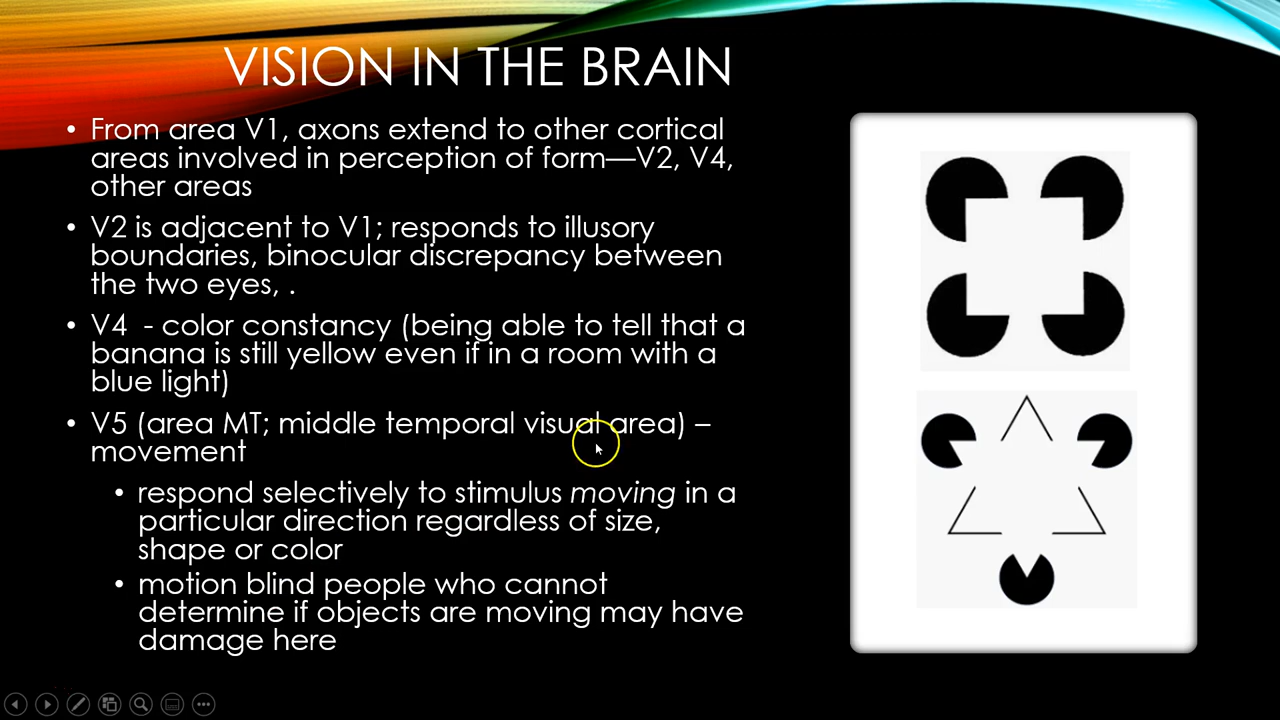 VISION IN THE BRAIN
• From area V1, axons extend to other cortical
areas involved in perception of form—V2, V4,
other areas
• V2 is adjacent to V1; responds to illusory
boundaries, binocular discrepancy between
the two eyes, .
• V4  - color constancy (being able to tell that a
banana is still yellow even if in a room with a
blue light)
• V5 (area MT; middle temporal visual area) –
movement
• respond selectively to stimulus moving in a
particular direction regardless of size,
shape or color
• motion blind people who cannot
determine if objects are moving may have
damage here